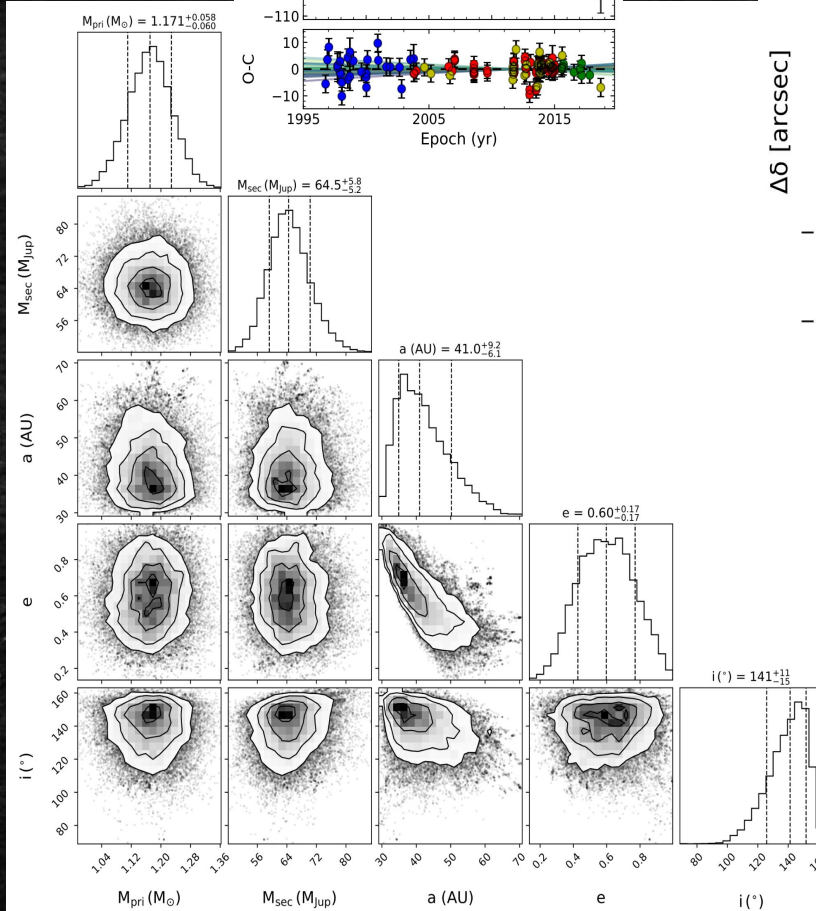 −110
M_pri (M_⊙) = 1.171^{+0.058}_{−0.060}
10
0
−10
O-C
1995
2005
2015
Epoch (yr)
Δδ [arcsec]
M_sec (M_Jup) = 64.5^{+5.8}_{−5.2}
80
72
64
56
M_sec (M_Jup)
a (AU) = 41.0^{+9.2}_{−6.1}
70
60
50
40
30
a (AU)
e = 0.60^{+0.17}_{−0.17}
0.8
0.6
0.4
0.2
e
i (°) = 141^{+11}_{−15}
160
140
120
100
80
i (°)
1.04 1.12 1.20 1.28 1.36
56 64 72 80
30 40 50 60 70
0.2 0.4 0.6 0.8
80 100 120 140
M_pri (M_⊙) M_sec (M_Jup) a (AU) e i (°)